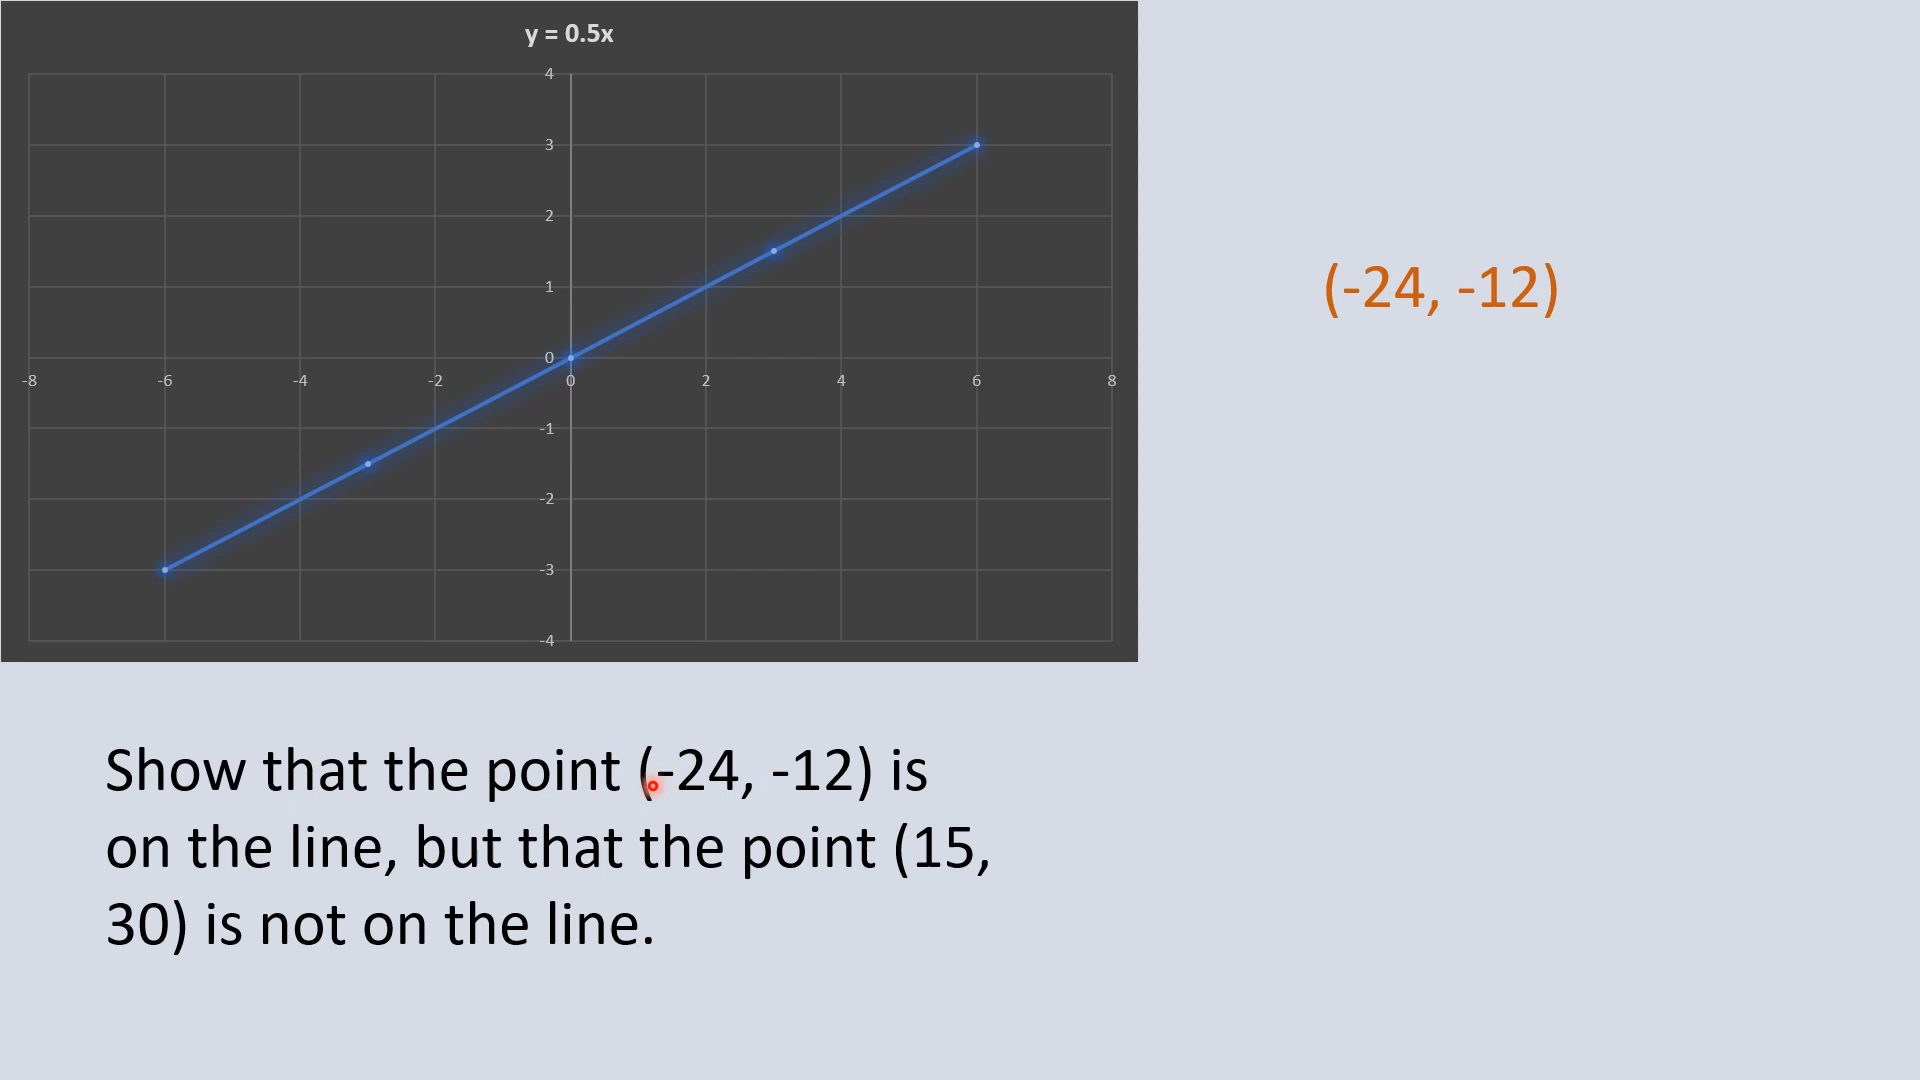 y = 0.5x
4
3
2
1
0
-8 -6 -4 -2 0 2 4 6 8
-1
-2
-3
-4
(-24, -12)
Show that the point (-24, -12) is
on the line, but that the point (15,
30) is not on the line.